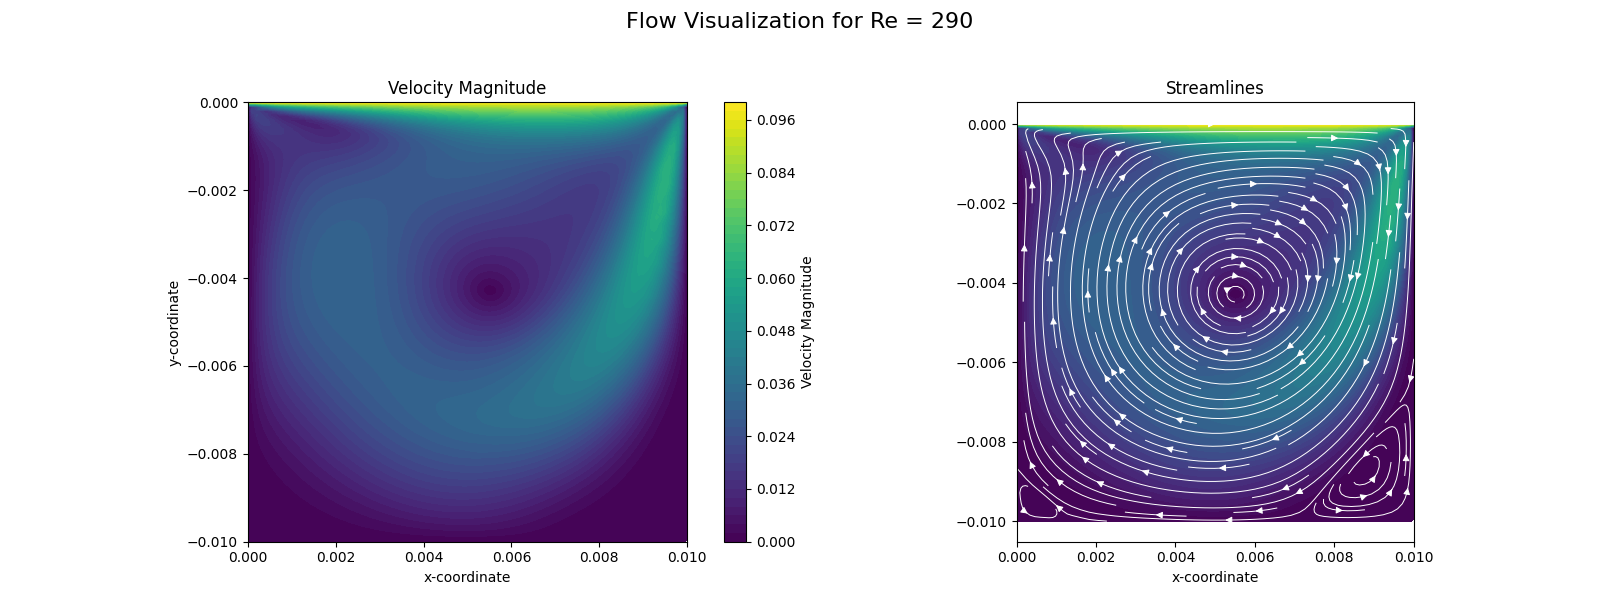 Flow Visualization for Re = 290
Velocity Magnitude
0.000
−0.002
−0.004
−0.006
−0.008
−0.010
y-coordinate
0.000 0.002 0.004 0.006 0.008 0.010
x-coordinate
0.096
0.084
0.072
0.060
0.048
0.036
0.024
0.012
0.000
Velocity Magnitude
Streamlines
0.000
−0.002
−0.004
−0.006
−0.008
−0.010
0.000 0.002 0.004 0.006 0.008 0.010
x-coordinate